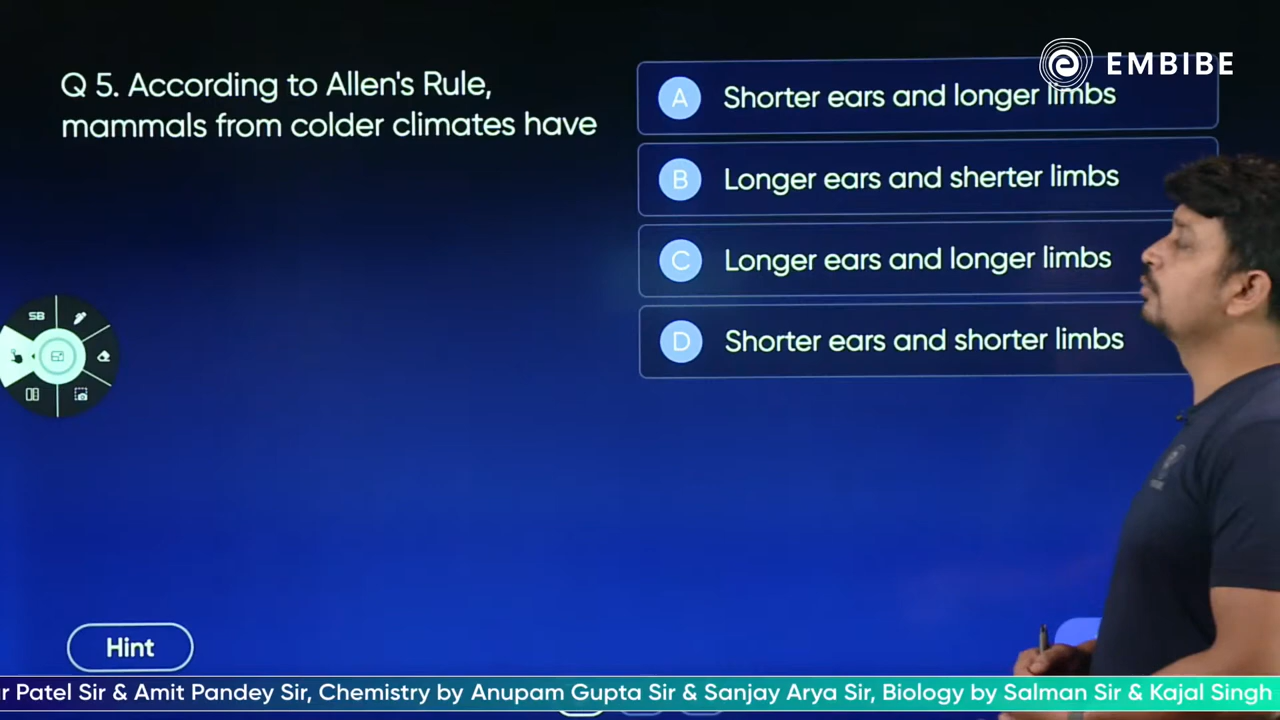 EMBIBE
Q 5. According to Allen's Rule,
mammals from colder climates have
A Shorter ears and longer limbs
B Longer ears and sherter limbs
C Longer ears and longer limbs
D Shorter ears and shorter limbs
SB
Hint
r Patel Sir & Amit Pandey Sir, Chemistry by Anupam Gupta Sir & Sanjay Arya Sir, Biology by Salman Sir & Kajal Singh